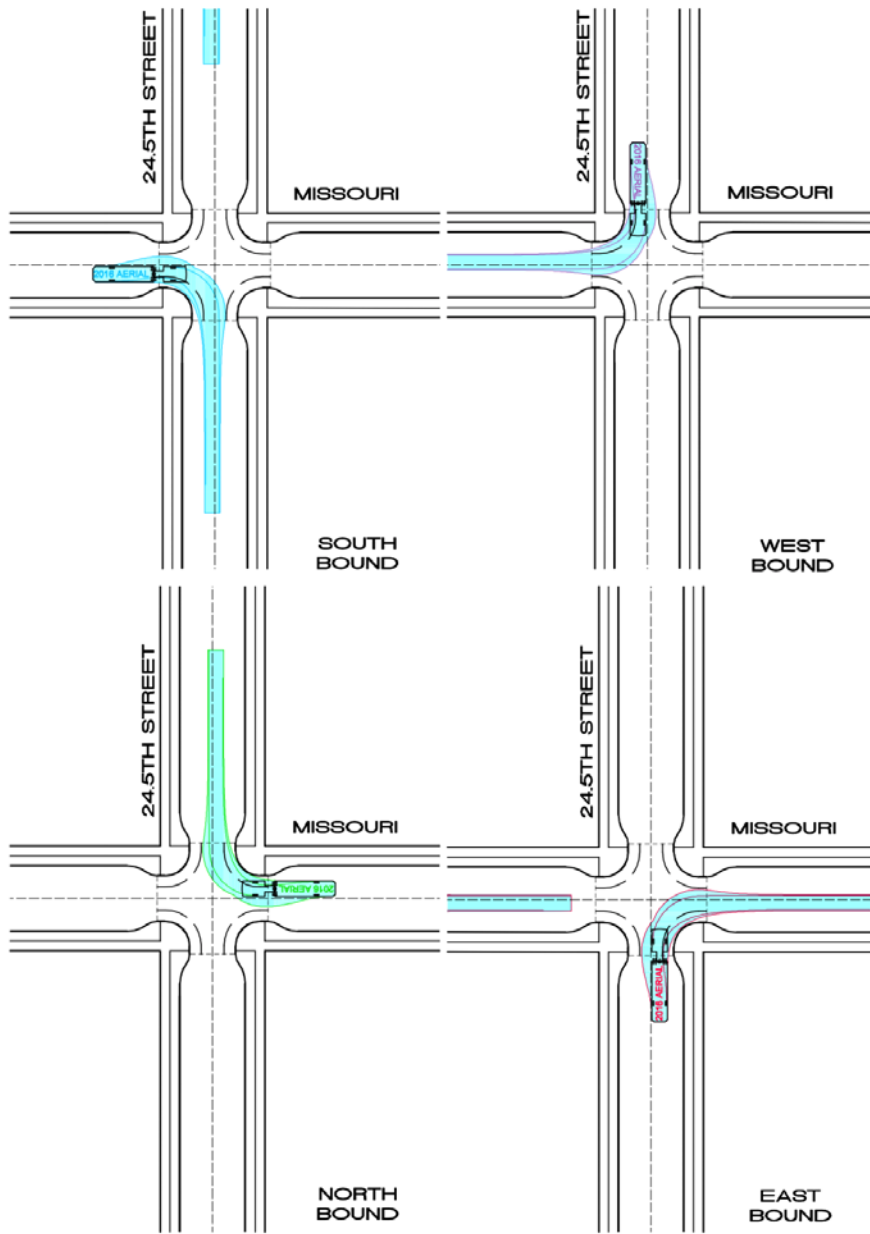 24.5TH STREET
MISSOURI
2016 AERIAL
SOUTH
BOUND
24.5TH STREET
MISSOURI
2016 AERIAL
WEST
BOUND
24.5TH STREET
MISSOURI
2016 AERIAL
NORTH
BOUND
24.5TH STREET
MISSOURI
2016 AERIAL
EAST
BOUND